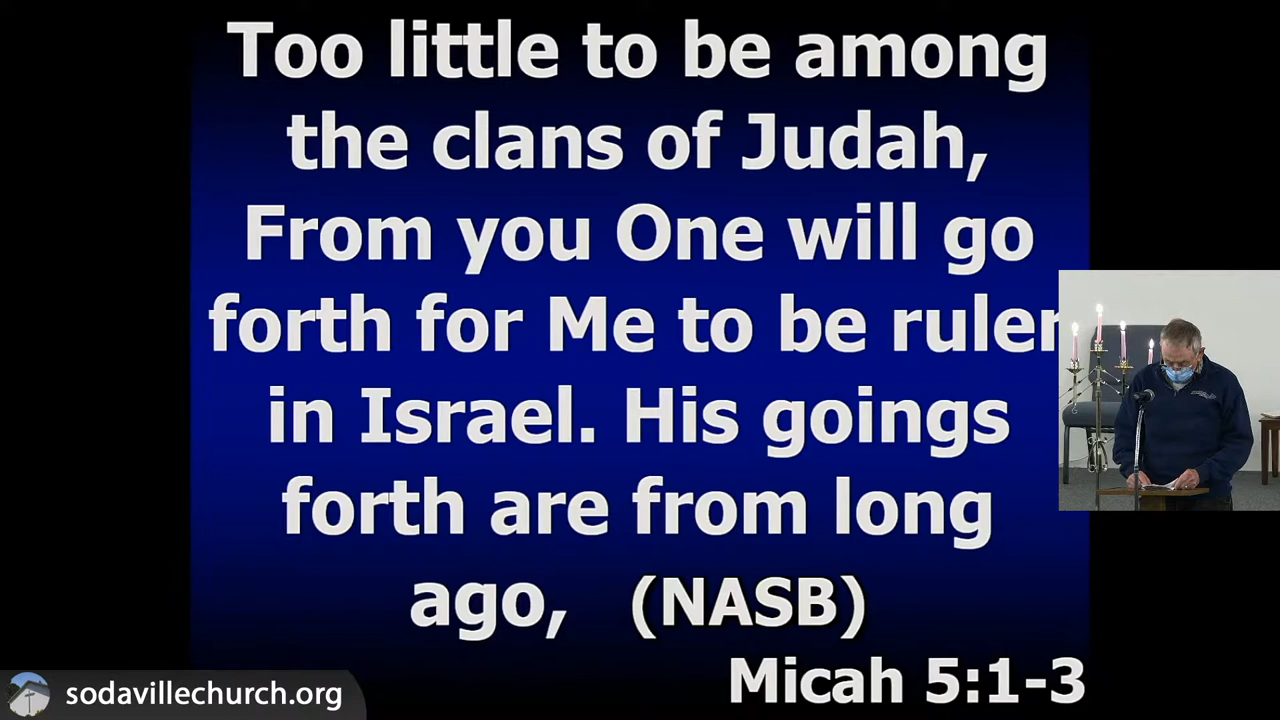 Too little to be among
the clans of Judah,
From you One will go
forth for Me to be ruler
in Israel. His goings
forth are from long
ago, (NASB)
Micah 5:1-3
sodavillechurch.org